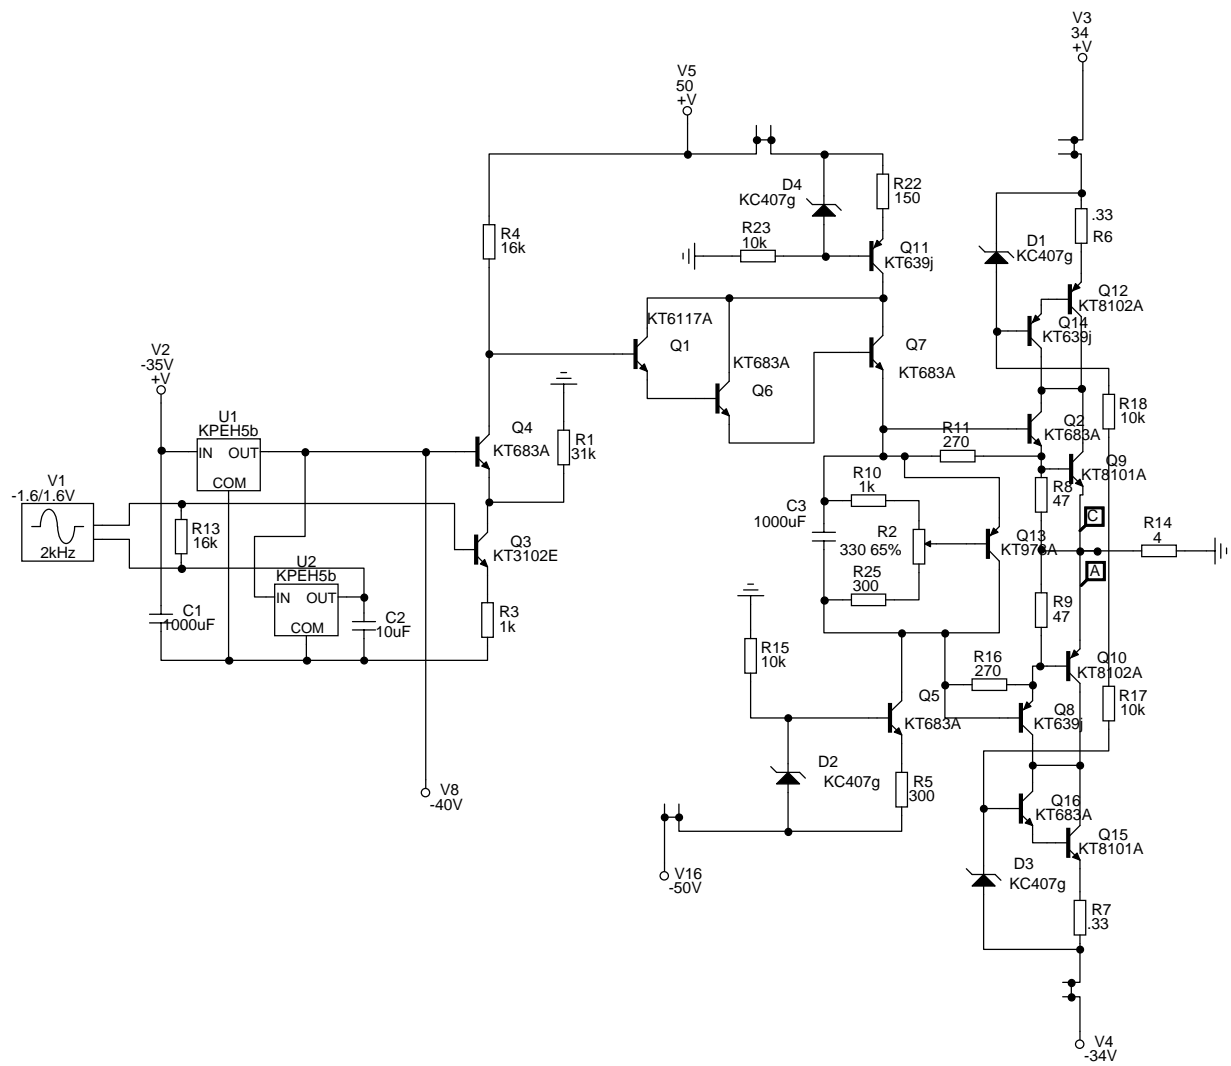 V3
34
+V
V5
50
+V
D4
KC407g
R22
150
.33
R6
R23
10k
D1
KC407g
R4
16k
Q11
KT639j
Q12
KT8102A
Q14
KT639j
KT6117A
Q1
Q7
KT683A
Q6
KT683A
V2
-35V
+V
U1
KPEH5b
IN OUT
COM
Q4
KT683A
R1
31k
R18
10k
Q2
KT683A
R11
270
Q9
KT8101A
V1
-1.6/1.6V
2kHz
R13
16k
R10
1k
C3
1000uF
R2
330 65%
R8
47
C
Q13
KT973A
R14
4
A
Q3
KT3102E
U2
KPEH5b
IN OUT
COM
R25
300
C1
1000uF
C2
10uF
R3
1k
R9
47
R15
10k
R16
270
Q10
KT8102A
Q5
KT683A
Q8
KT639j
R17
10k
D2
KC407g
R5
300
V8
-40V
Q16
KT683A
Q15
KT8101A
V16
-50V
D3
KC407g
R7
.33
V4
-34V